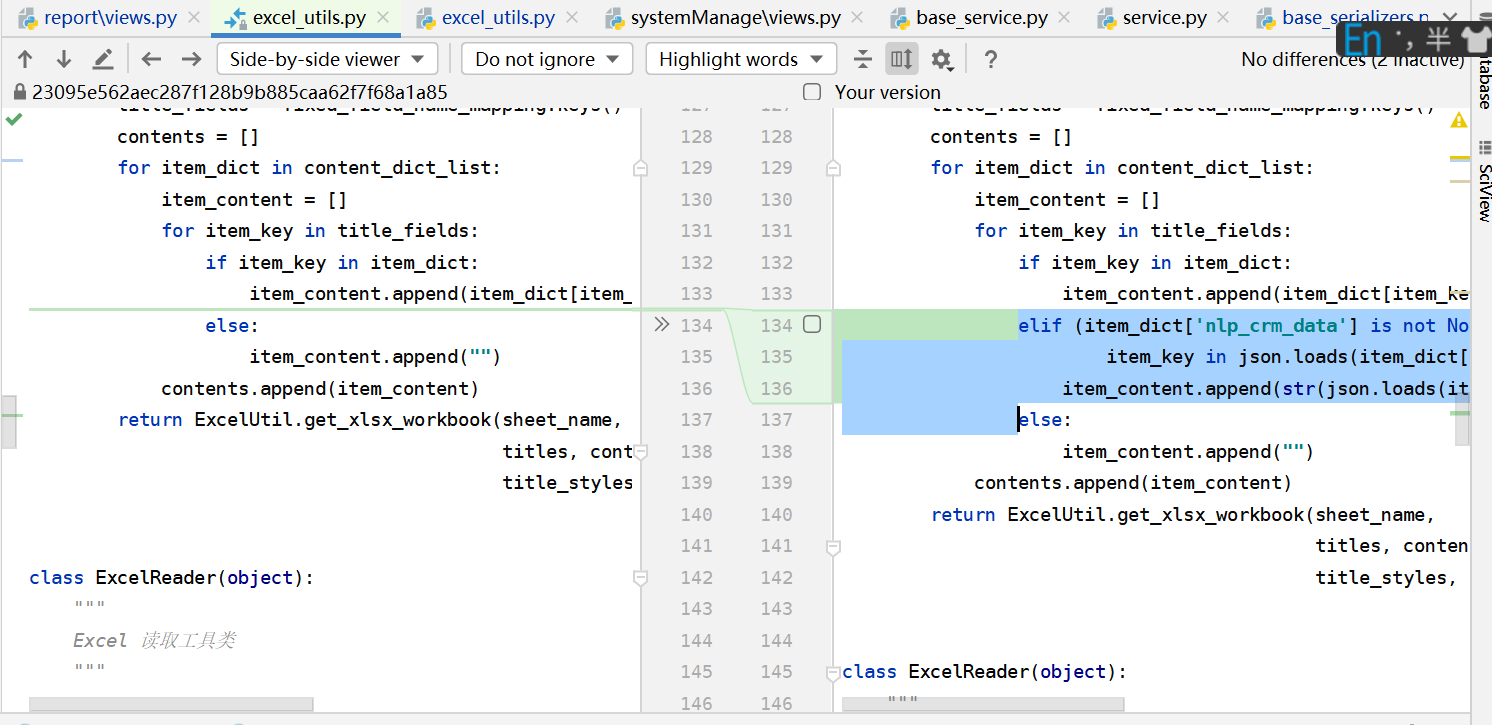 report\views.py excel_utils.py excel_utils.py systemManage\views.py base_service.py service.py base_serializers.p
En 半
Side-by-side viewer Do not ignore Highlight words ? No differences (2 inactive)
23095e562aec287f128b9b885caa62f7f68a1a85 Your version
tabase
SciView
127 127
title_fields = fixed_field_name_mapping.keys() title_fields = fixed_field_name_mapping.keys()
contents = [] 128 128 contents = []
for item_dict in content_dict_list: 129 129 for item_dict in content_dict_list:
item_content = [] 130 130 item_content = []
for item_key in title_fields: 131 131 for item_key in title_fields:
if item_key in item_dict: 132 132 if item_key in item_dict:
item_content.append(item_dict[item_ 133 133 item_content.append(item_dict[item_ke
else: 134 134 elif (item_dict['nlp_crm_data'] is not No
item_content.append("") 135 135 item_key in json.loads(item_dict[
contents.append(item_content) 136 136 item_content.append(str(json.loads(it
return ExcelUtil.get_xlsx_workbook(sheet_name, 137 137 else:
titles, cont 138 138 item_content.append("")
title_styles 139 139 contents.append(item_content)
140 140 return ExcelUtil.get_xlsx_workbook(sheet_name,
141 141 titles, conten
class ExcelReader(object): 142 142 title_styles,
""" 143 143
Excel 读取工具类 144 144
""" 145 145 class ExcelReader(object):
146 146 """